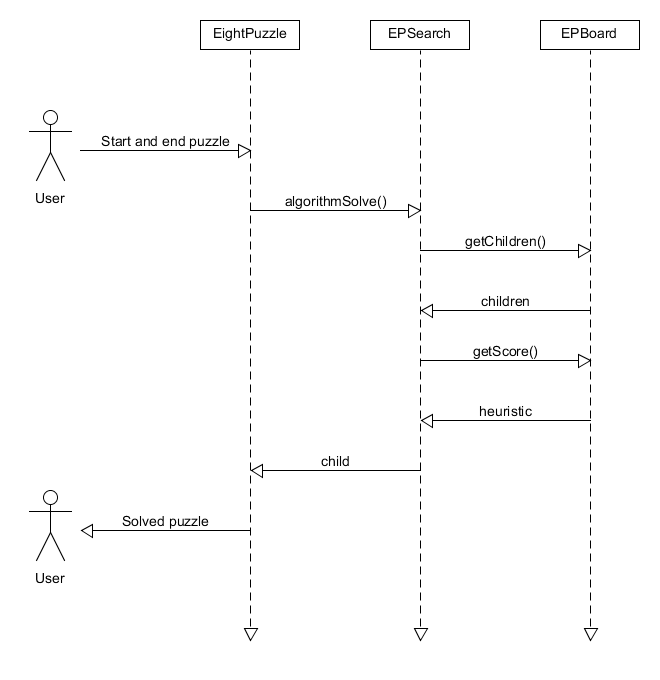 EightPuzzle
EPSearch
EPBoard
Start and end puzzle
User
algorithmSolve()
getChildren()
children
getScore()
heuristic
child
Solved puzzle
User